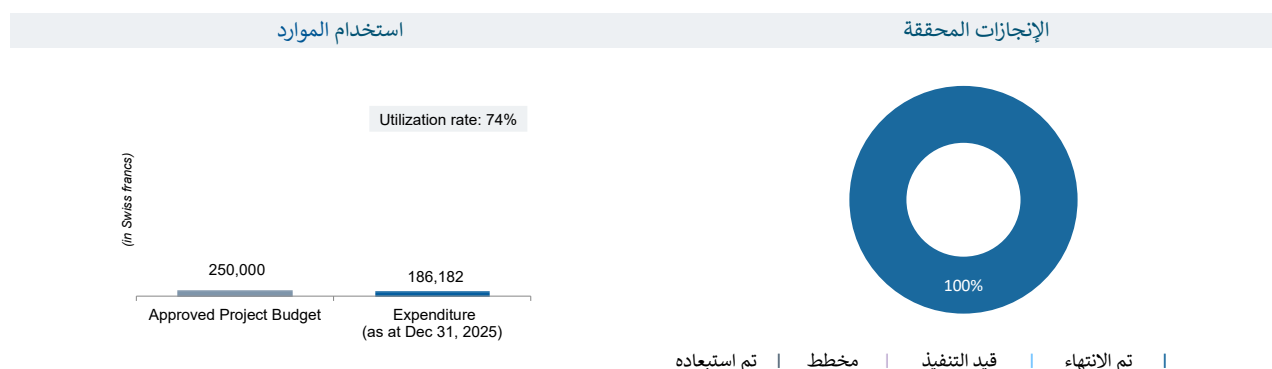 الإنجازات المحققة
100%
تم الانتهاء | قيد التنفيذ | مخطط | تم استبعاده
استخدام الموارد
Utilization rate: 74%
(in Swiss francs)
250,000
186,182
Approved Project Budget
Expenditure
(as at Dec 31, 2025)